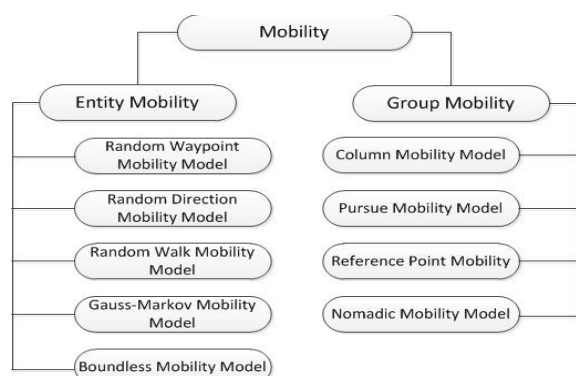 Mobility
Entity Mobility
Random Waypoint
Mobility Model
Random Direction
Mobility Model
Random Walk Mobility
Model
Gauss-Markov Mobility
Model
Boundless Mobility Model
Group Mobility
Column Mobility Model
Pursue Mobility Model
Reference Point Mobility
Nomadic Mobility Model